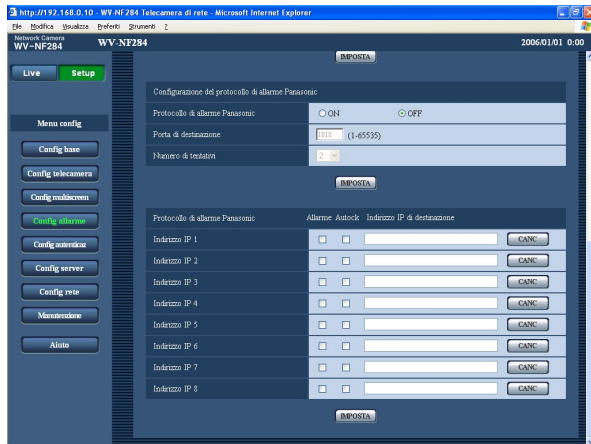 http://192.168.0.10 - WV-NF284 Telecamera di rete - Microsoft Internet Explorer
File Modifica Visualizza Preferiti Strumenti ?
Network Camera
WV-NF284
WV-NF284
2006/01/01 0:00
Live Setup
IMPOSTA
Configurazione del protocollo di allarme Panasonic
Protocollo di allarme Panasonic ON OFF
Porta di destinazione 1818 (1-65535)
Numero di tentativi 2
IMPOSTA
Menu config
Config base
Config telecamera
Config multiscreen
Config allarme
Config autenticaz
Config server
Config rete
Manutenzione
Aiuto
Protocollo di allarme Panasonic Allarme Autock Indirizzo IP di destinazione
Indirizzo IP 1 CANC
Indirizzo IP 2 CANC
Indirizzo IP 3 CANC
Indirizzo IP 4 CANC
Indirizzo IP 5 CANC
Indirizzo IP 6 CANC
Indirizzo IP 7 CANC
Indirizzo IP 8 CANC
IMPOSTA